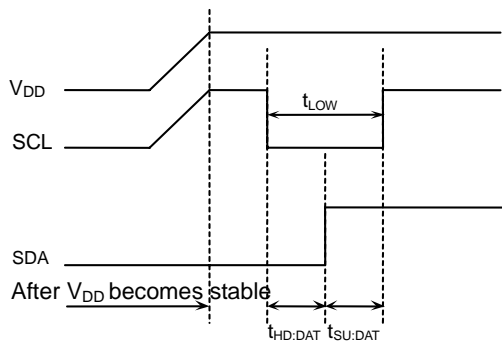 VDD
tLOW
SCL
SDA
After VDD becomes stable
tHD:DAT tSU:DAT